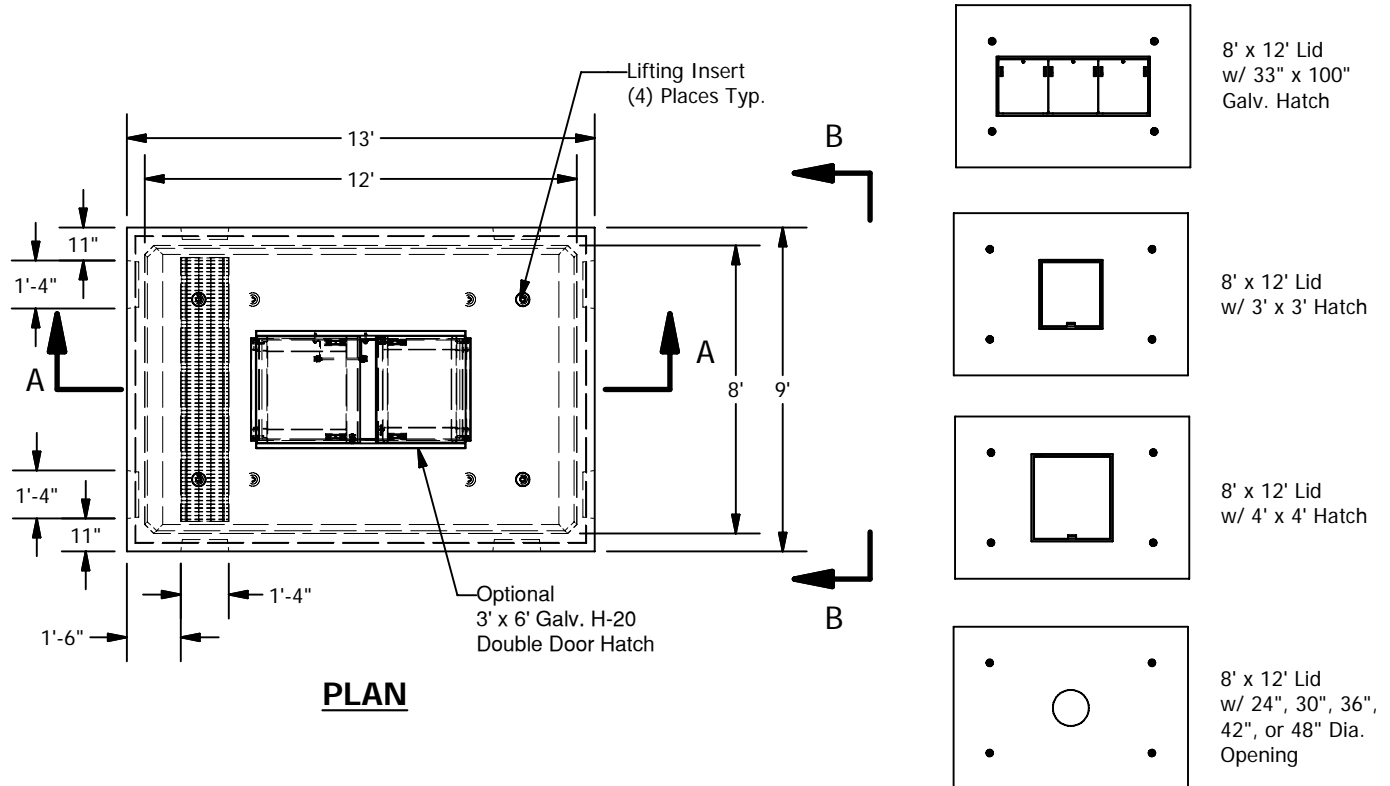 Lifting Insert
(4) Places Typ.
13'
12'
B
11"
1'-4"
A
A
8'
9'
1'-4"
11"
1'-4"
1'-6"
Optional
3' x 6' Galv. H-20
Double Door Hatch
B
PLAN
8' x 12' Lid
w/ 33" x 100"
Galv. Hatch
8' x 12' Lid
w/ 3' x 3' Hatch
8' x 12' Lid
w/ 4' x 4' Hatch
8' x 12' Lid
w/ 24", 30", 36",
42", or 48" Dia.
Opening